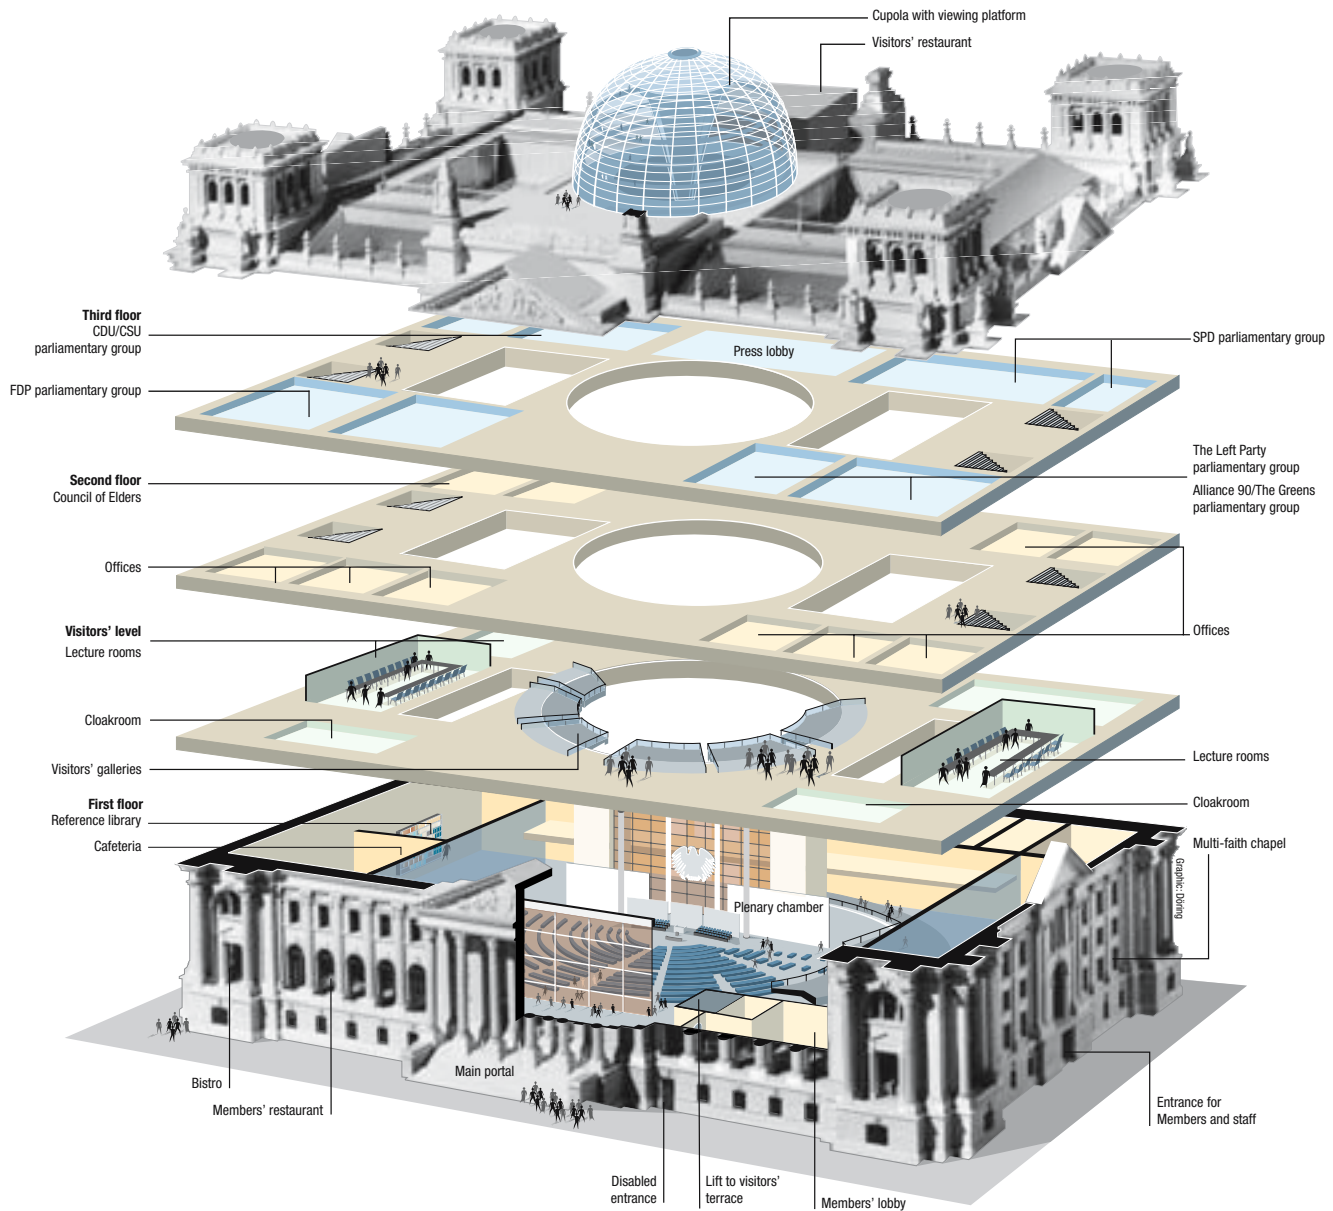 Cupola with viewing platform
Visitors’ restaurant
Third floor
CDU/CSU
parliamentary group
Press lobby
SPD parliamentary group
FDP parliamentary group
The Left Party
parliamentary group
Second floor
Council of Elders
Alliance 90/The Greens
parliamentary group
Offices
Offices
Visitors’ level
Lecture rooms
Cloakroom
Visitors’ galleries
Lecture rooms
First floor
Reference library
Cloakroom
Cafeteria
Multi-faith chapel
Graphic:: Döring
Plenary chamber
Main portal
Bistro
Members’ restaurant
Entrance for
Members and staff
Disabled
entrance
Lift to visitors’
terrace
Members’ lobby